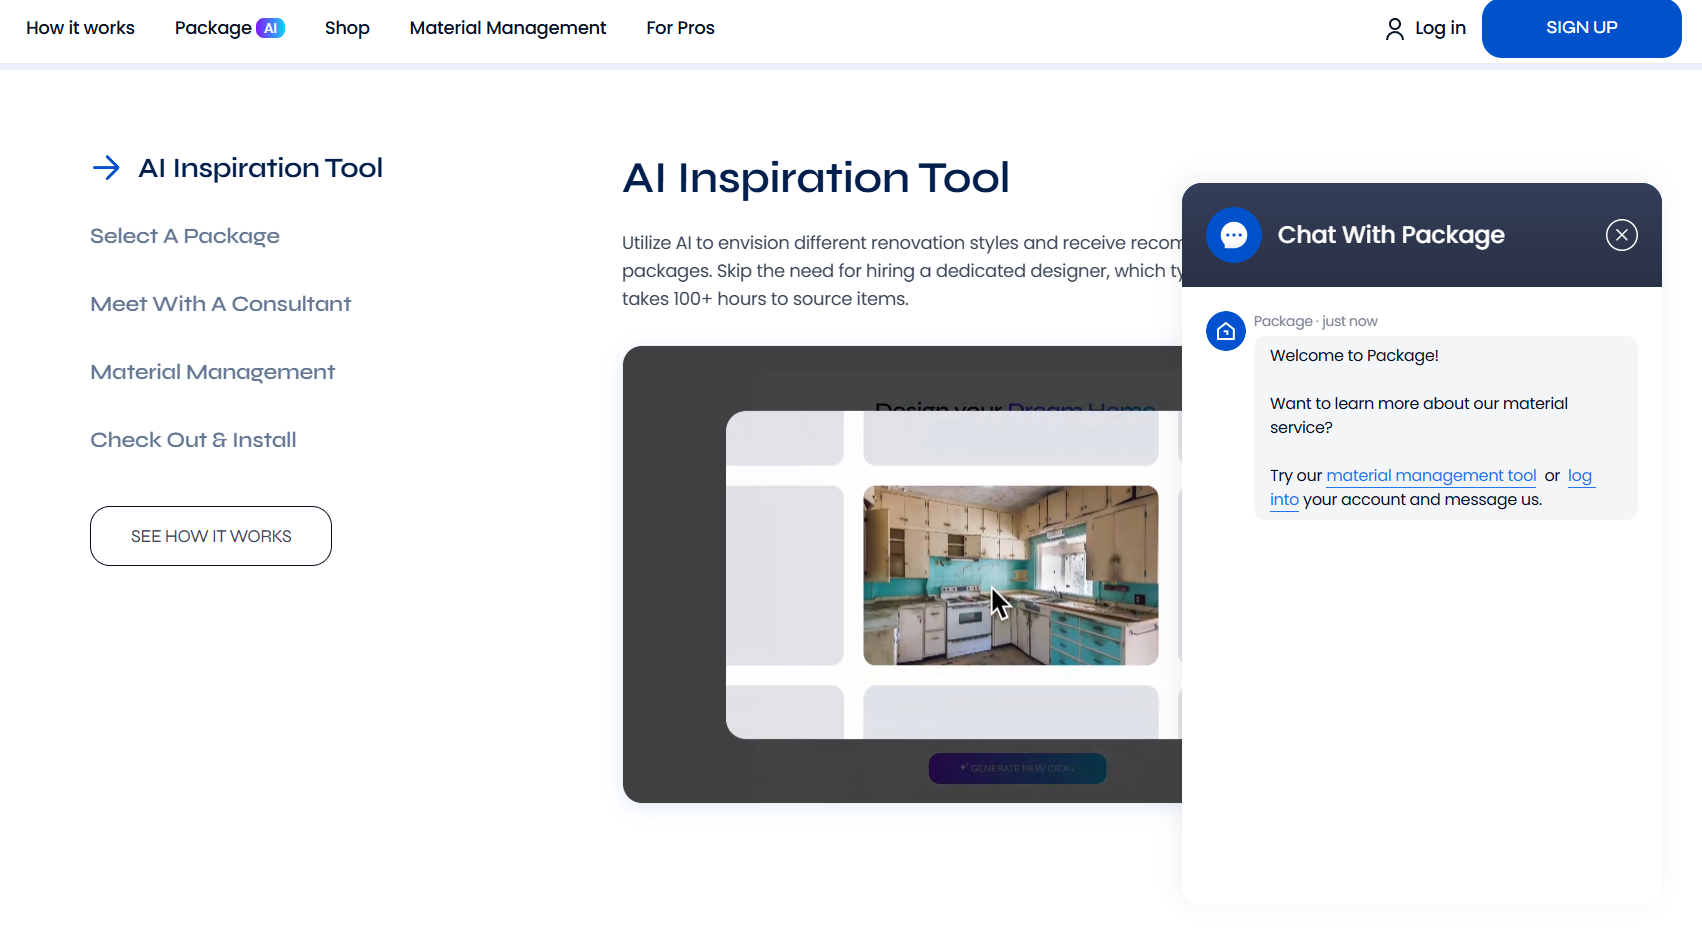 How it works
Package AI
Shop
Material Management
For Pros
Log in
SIGN UP
AI Inspiration Tool
Select A Package
Meet With A Consultant
Material Management
Check Out & Install
SEE HOW IT WORKS
AI Inspiration Tool
Utilize AI to envision different renovation styles and receive
packages. Skip the need for hiring a dedicated designer, which
takes 100+ hours to source items.
Design your Dream Home
GENERATE NEW IDEA
Chat With Package
Package · just now
Welcome to Package!
Want to learn more about our material
service?
Try our material management tool or log
into your account and message us.